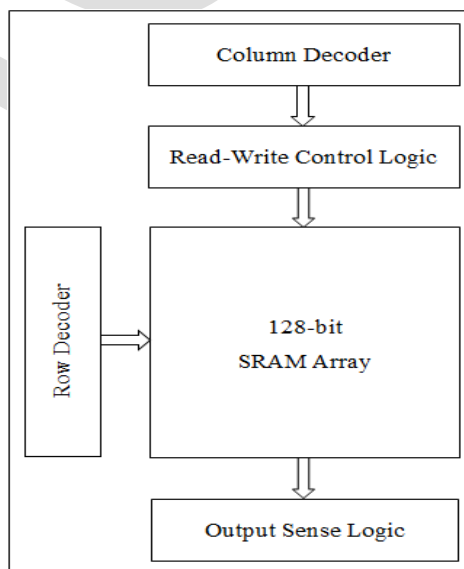 Column Decoder
Read-Write Control Logic
Row Decoder
128-bit
SRAM Array
Output Sense Logic